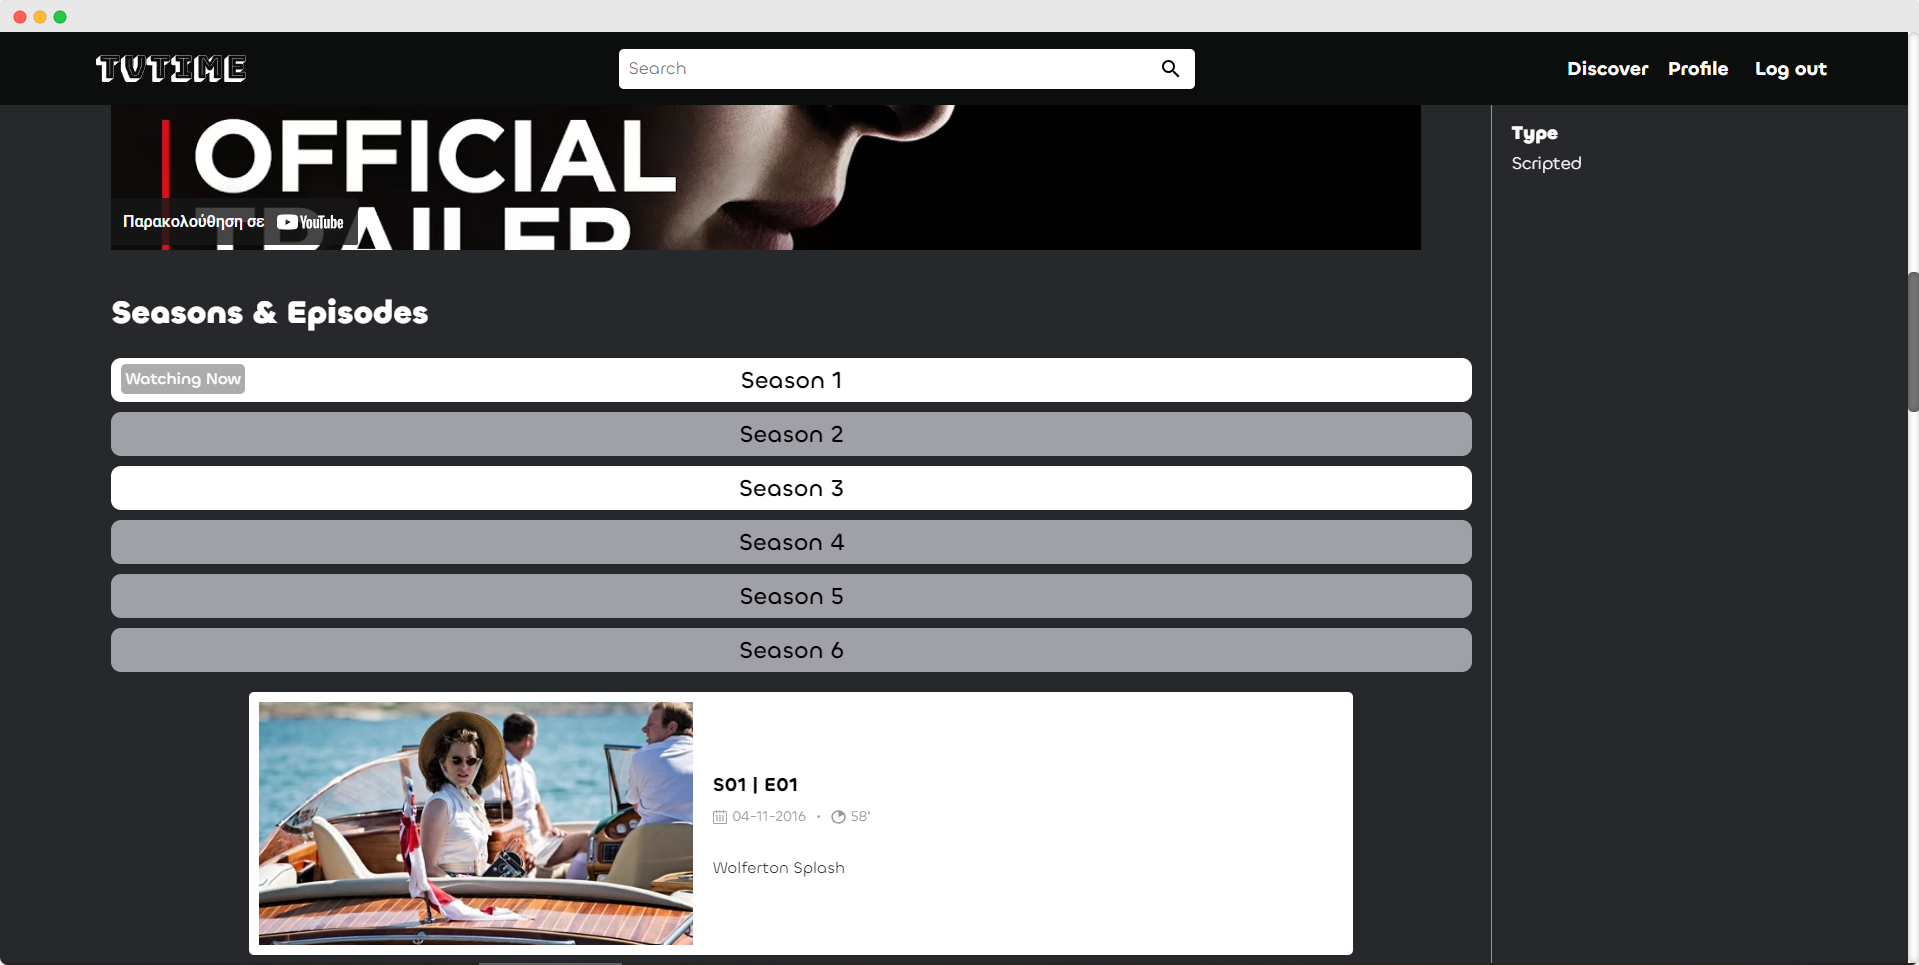 TVTIME
Search
Discover Profile Log out
OFFICIAL
TRAILER
Παρακολούθηση σε YouTube
Type
Scripted
Seasons & Episodes
Watching Now Season 1
Season 2
Season 3
Season 4
Season 5
Season 6
S01 | E01
04-11-2016 • 58'
Wolferton Splash